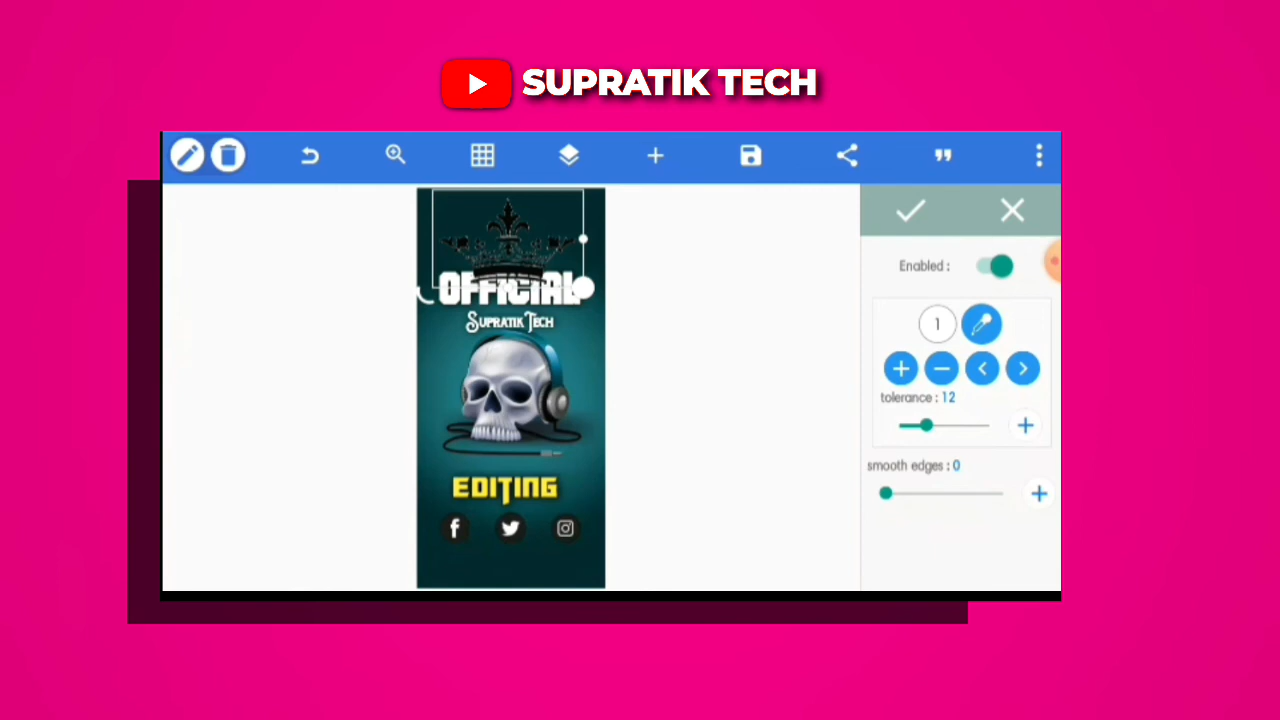 SUPRATIK TECH
Enabled :
1
tolerance : 12
smooth edges : 0
OFFICIAL
Supratik Tech
EDITING